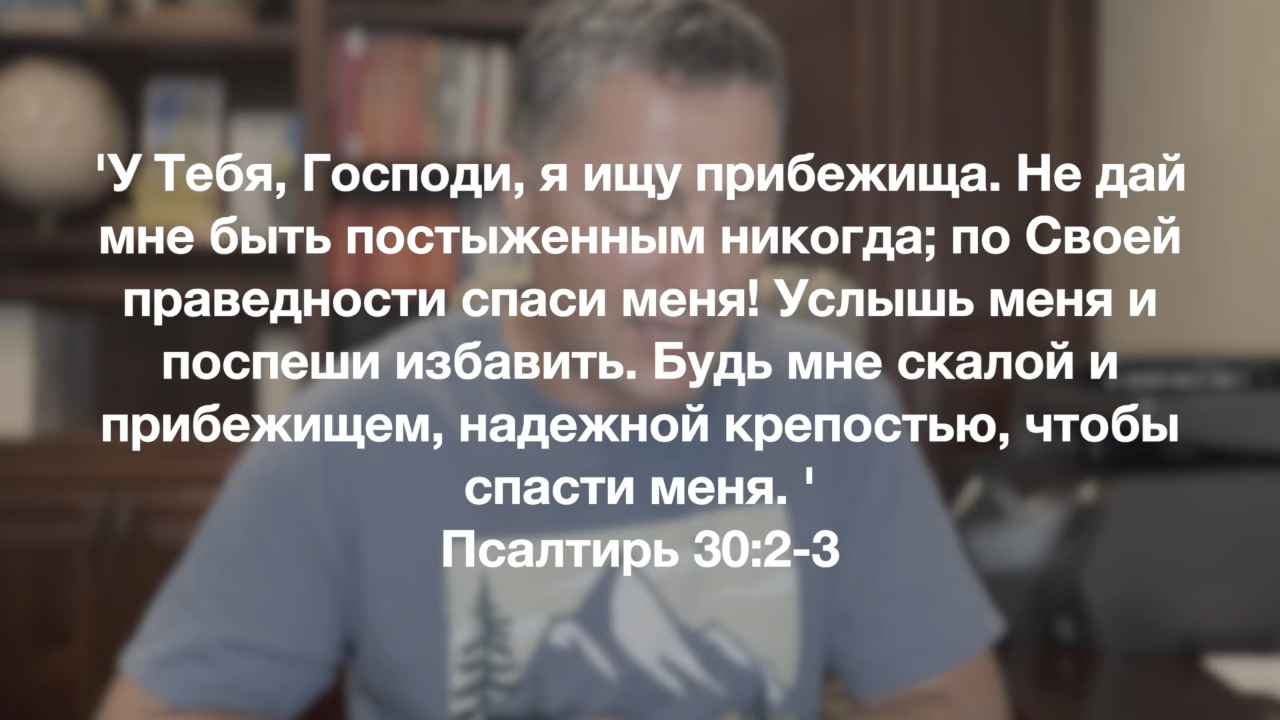 'У Тебя, Господи, я ищу прибежища. Не дай
мне быть постыженным никогда; по Своей
праведности спаси меня! Услышь меня и
поспеши избавить. Будь мне скалой и
прибежищем, надежной крепостью, чтобы
спасти меня. '
Псалтирь 30:2-3